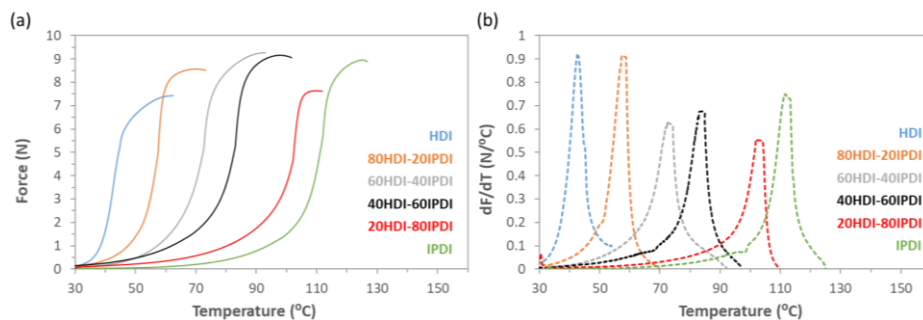 (a)
10
9
8
7
6
5
4
3
2
1
0
Force (N)
30 50 70 90 110 130 150
Temperature (⁰C)
HDI
80HDI-20IPDI
60HDI-40IPDI
40HDI-60IPDI
20HDI-80IPDI
IPDI
(b)
1
0.9
0.8
0.7
0.6
0.5
0.4
0.3
0.2
0.1
0
dF/dT (N/⁰C)
30 50 70 90 110 130 150
Temperature (⁰C)
HDI
80HDI-20IPDI
60HDI-40IPDI
40HDI-60IPDI
20HDI-80IPDI
IPDI